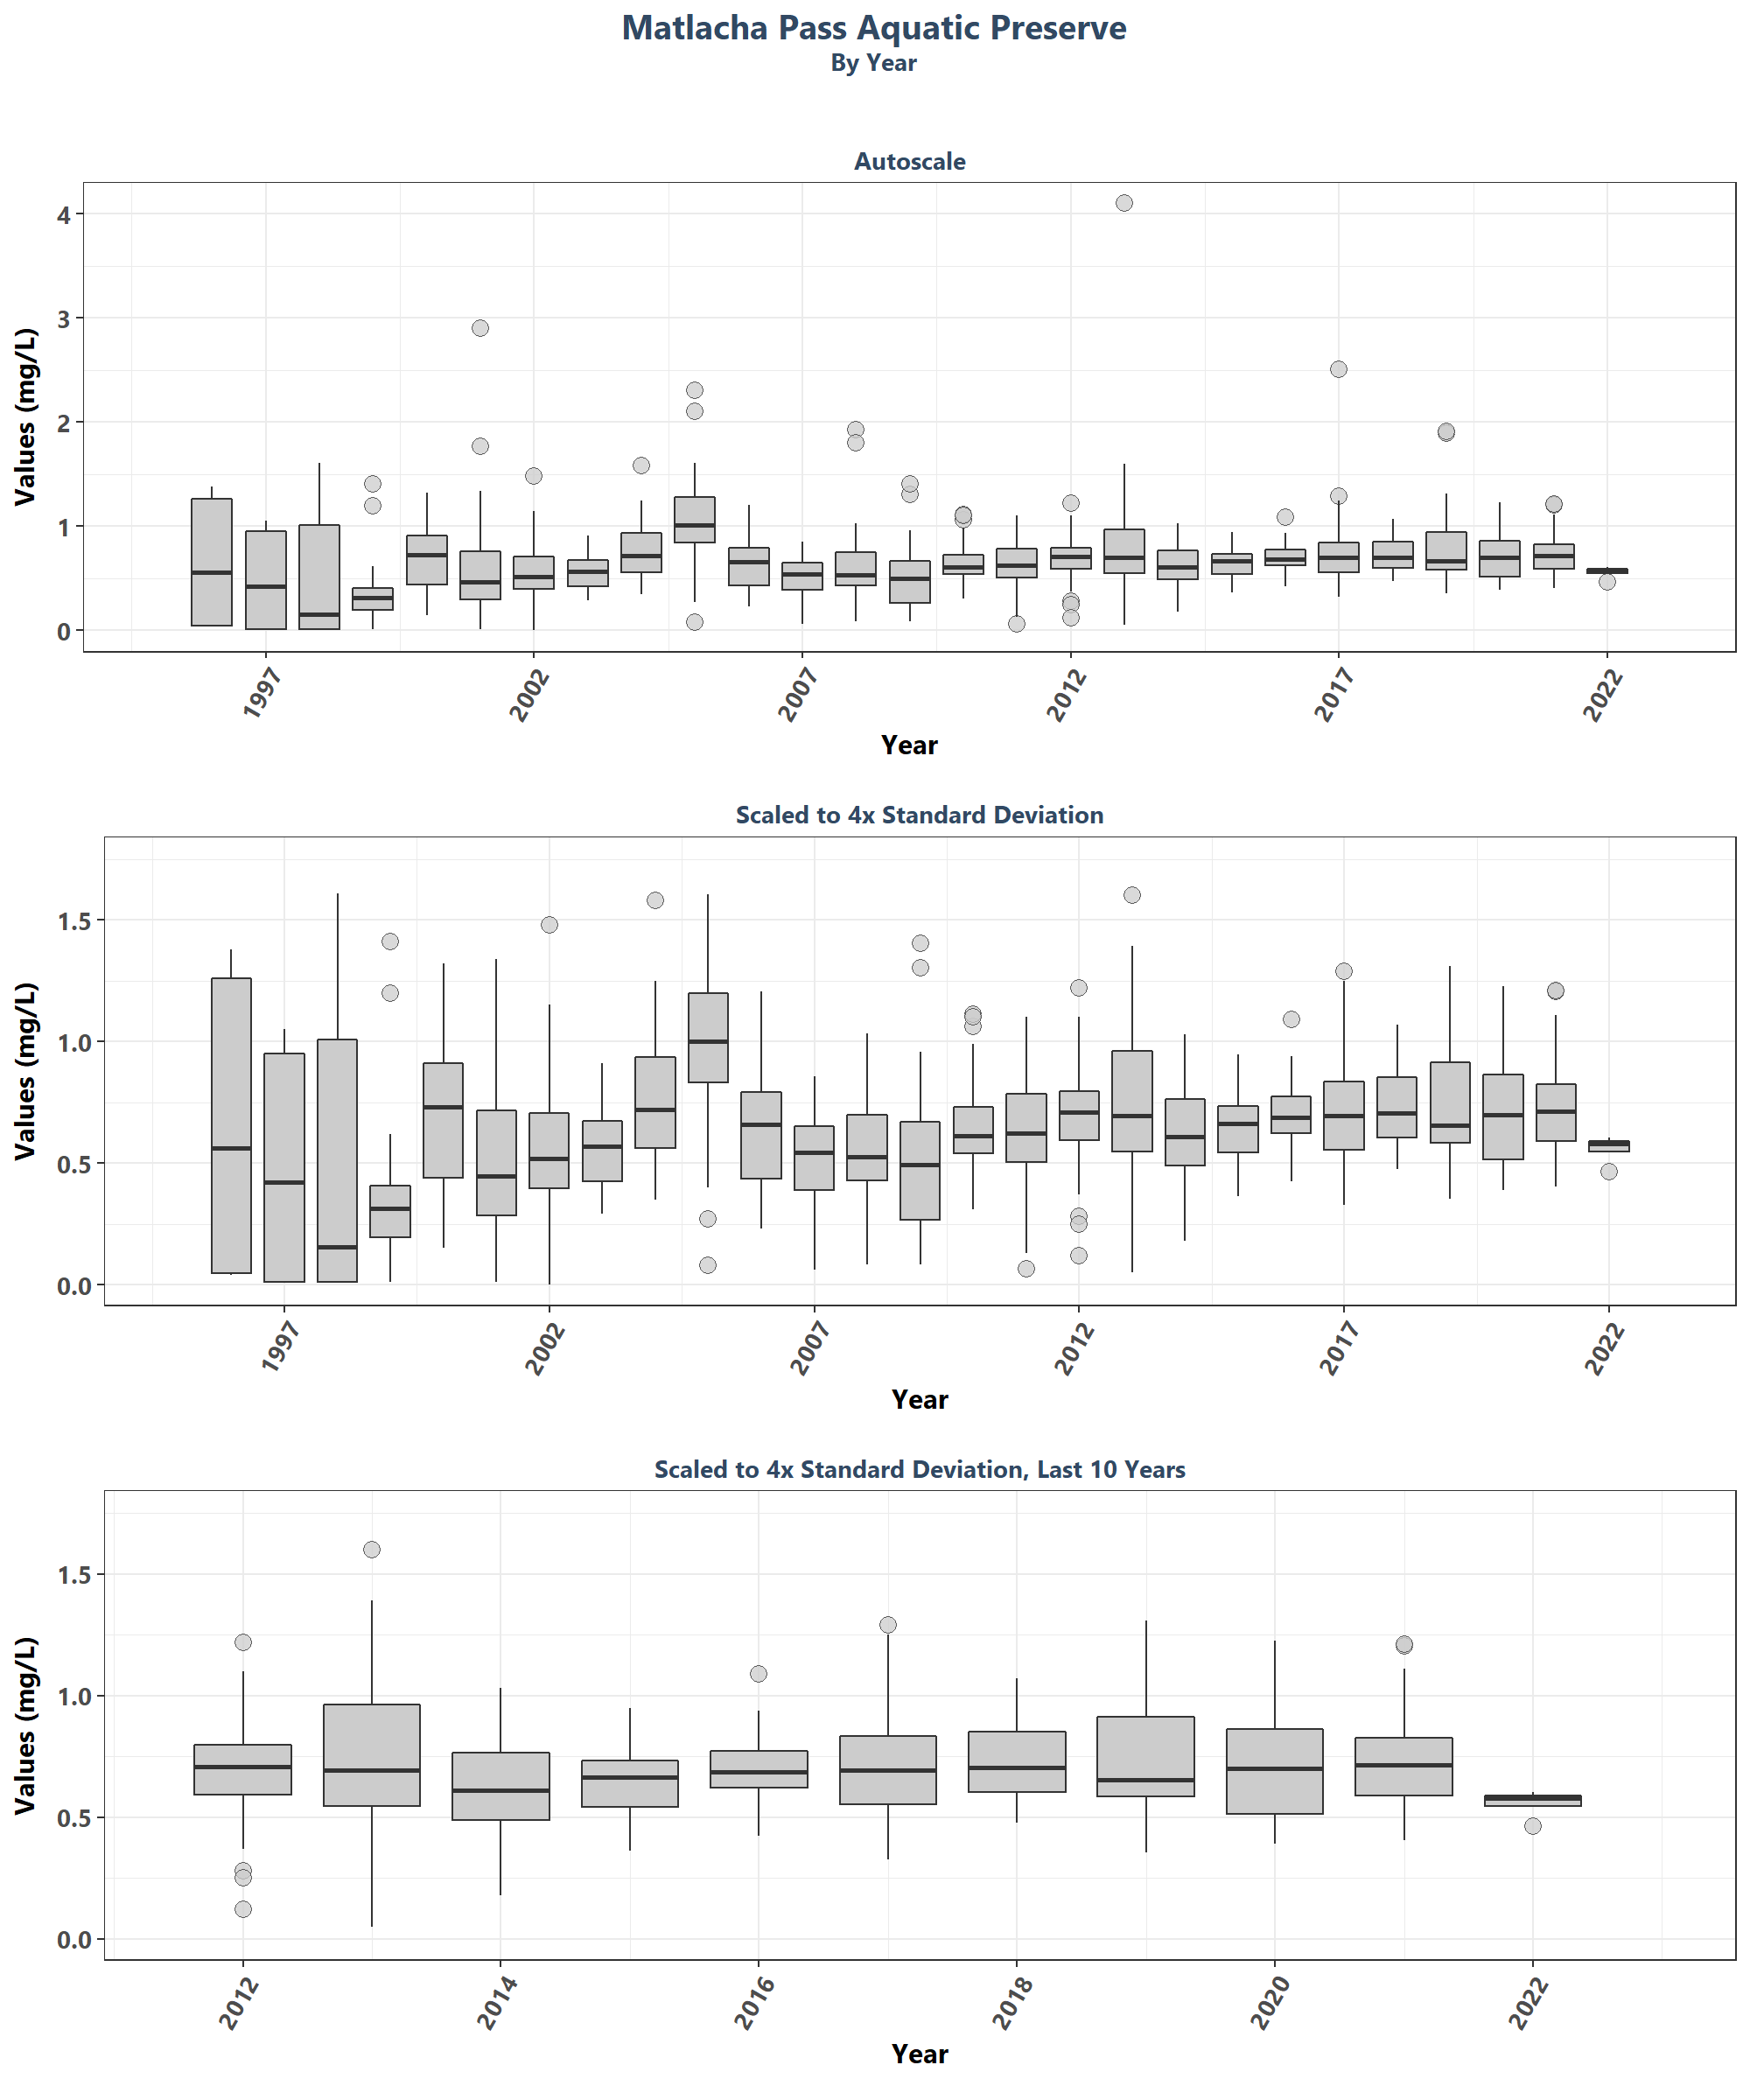 Matlacha Pass Aquatic Preserve
By Year
Autoscale
Values (mg/L)
4
3
2
1
0
1997
2002
2007
2012
2017
2022
Year
Scaled to 4x Standard Deviation
Values (mg/L)
1.5
1.0
0.5
0.0
1997
2002
2007
2012
2017
2022
Year
Scaled to 4x Standard Deviation, Last 10 Years
Values (mg/L)
1.5
1.0
0.5
0.0
2012
2014
2016
2018
2020
2022
Year